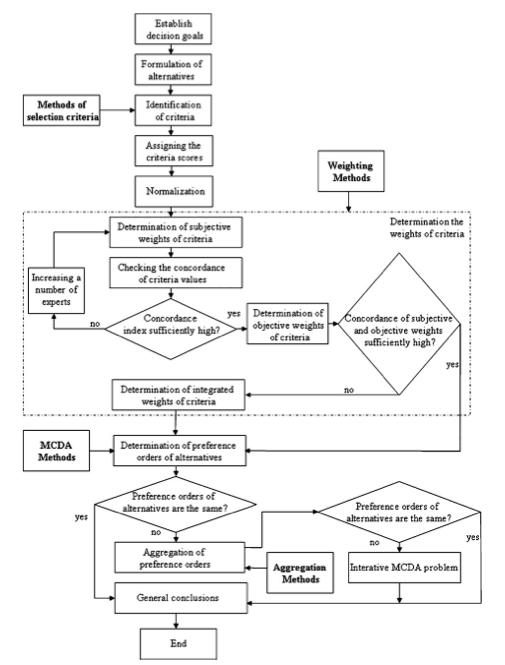 Establish
decision goals
Formulation of
alternatives
Methods of
selection criteria
Identification
of criteria
Assigning the
criteria scores
Weighting
Methods
Normalization
Determination the
weights of criteria
Determination of subjective
weights of criteria
Checking the concordance
of criteria values
Increasing a
number of
experts
no
Concordance
index sufficiently high?
yes
Determination of
objective weights
of criteria
Concordance of subjective
and objective weights
sufficiently high?
yes
no
Determination of integrated
weights of criteria
MCDA
Methods
Determination of preference
orders of alternatives
Preference orders of
alternatives are the same?
yes
no
Preference orders of
alternatives are the same?
no
yes
Aggregation of
preference orders
Aggregation
Methods
Interative MCDA problem
General conclusions
End